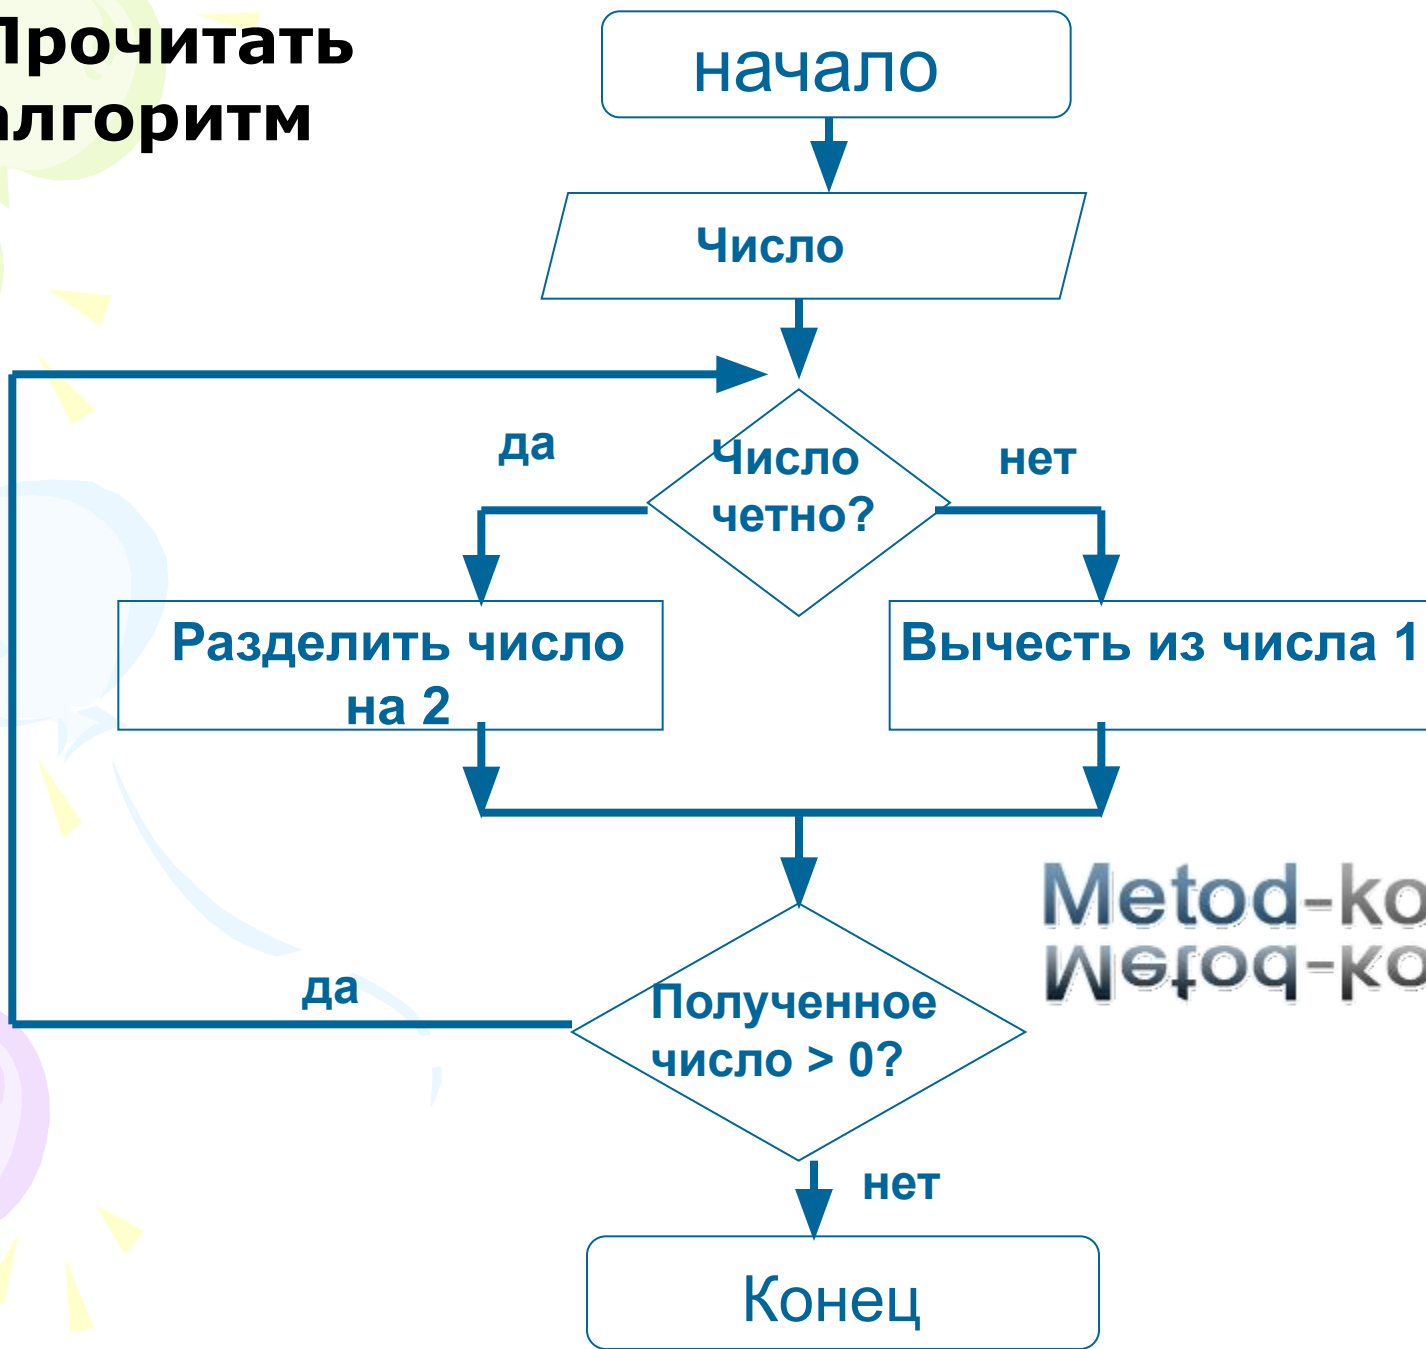 Прочитать
алгоритм
начало
Число
да
Число
четно?
нет
Разделить число
на 2
Вычесть из числа 1
Metod-ko
да
Полученное
число > 0?
нет
Конец